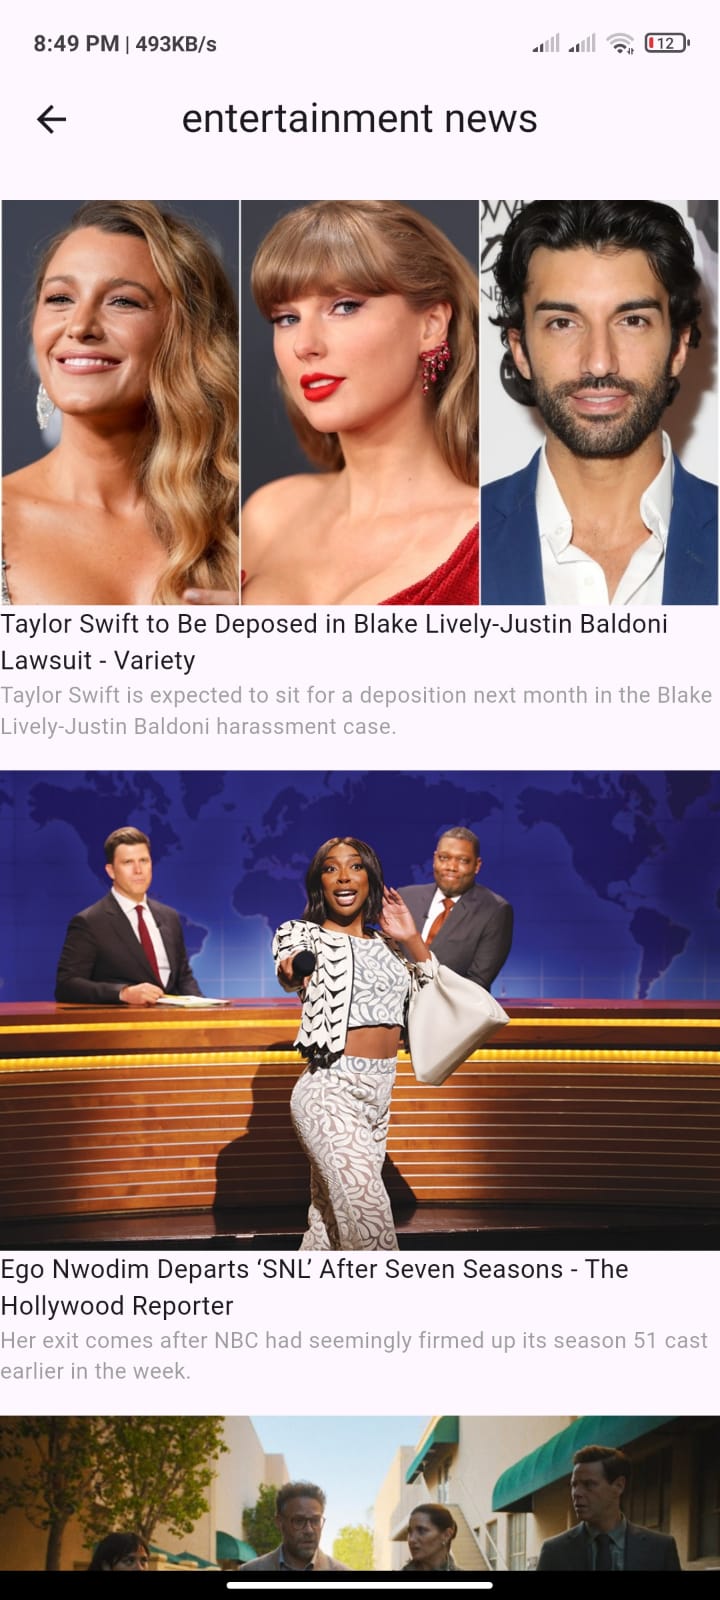 8:49 PM | 493KB/s
12
entertainment news
Taylor Swift to Be Deposed in Blake Lively-Justin Baldoni
Lawsuit - Variety
Taylor Swift is expected to sit for a deposition next month in the Blake
Lively-Justin Baldoni harassment case.
Ego Nwodim Departs ‘SNL’ After Seven Seasons - The
Hollywood Reporter
Her exit comes after NBC had seemingly firmed up its season 51 cast
earlier in the week.